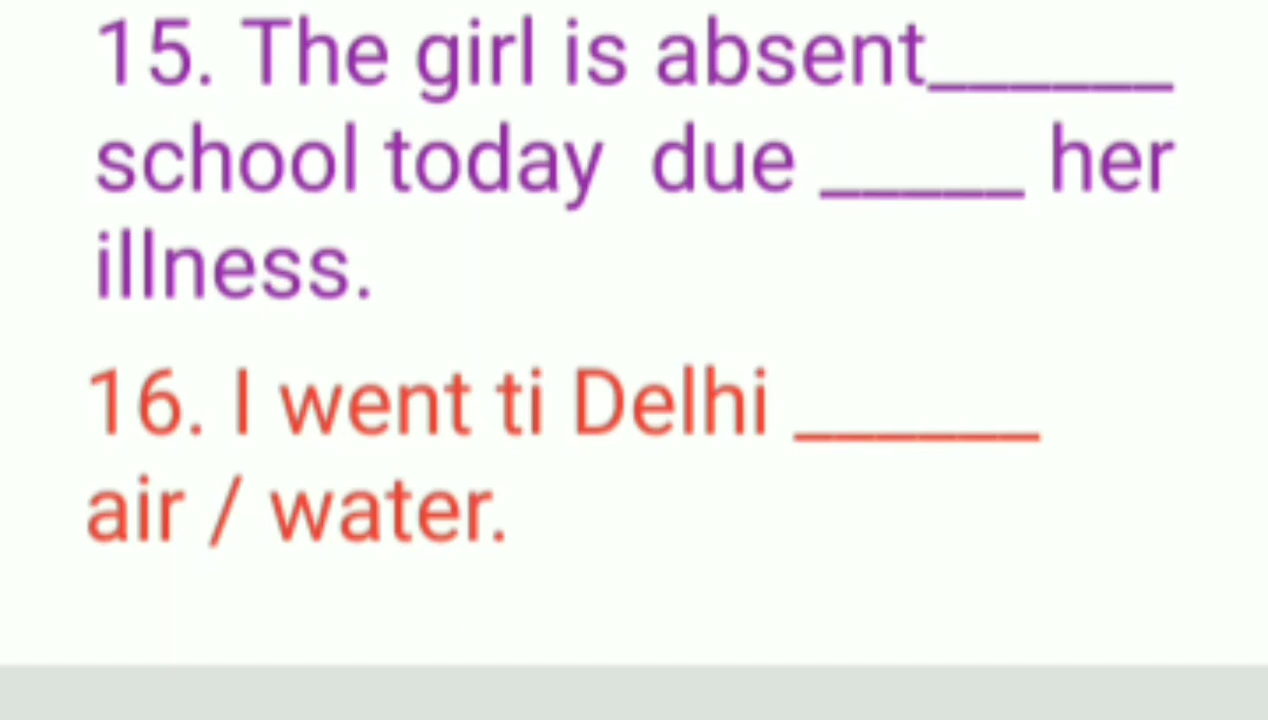 15. The girl is absent______
school today due _____ her
illness.
16. I went ti Delhi ______
air / water.